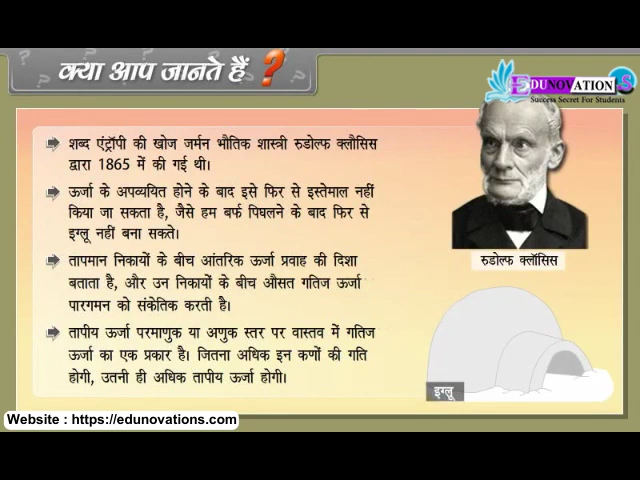 क्या आप जानते हैं ?
EDUNOVATIONS
Success Secret For Students
शब्द एंट्रॉपी की खोज जर्मन भौतिक शास्त्री रुडोल्फ क्लौसिस
द्वारा 1865 में की गई थी।
ऊर्जा के अपव्ययित होने के बाद इसे फिर से इस्तेमाल नहीं
किया जा सकता है, जैसे हम बर्फ पिघलने के बाद फिर से
इग्लू नहीं बना सकते।
तापमान निकायों के बीच आंतरिक ऊर्जा प्रवाह की दिशा
बताता है, और उन निकायों के बीच औसत गतिज ऊर्जा
पारगमन को संकेतिक करती है।
तापीय ऊर्जा परमाणुक या अणुक स्तर पर वास्तव में गतिज
ऊर्जा का एक प्रकार है। जितना अधिक इन कणों की गति
होगी, उतनी ही अधिक तापीय ऊर्जा होगी।
रुडोल्फ क्लॉसिस
इग्लू
Website : https://edunovations.com